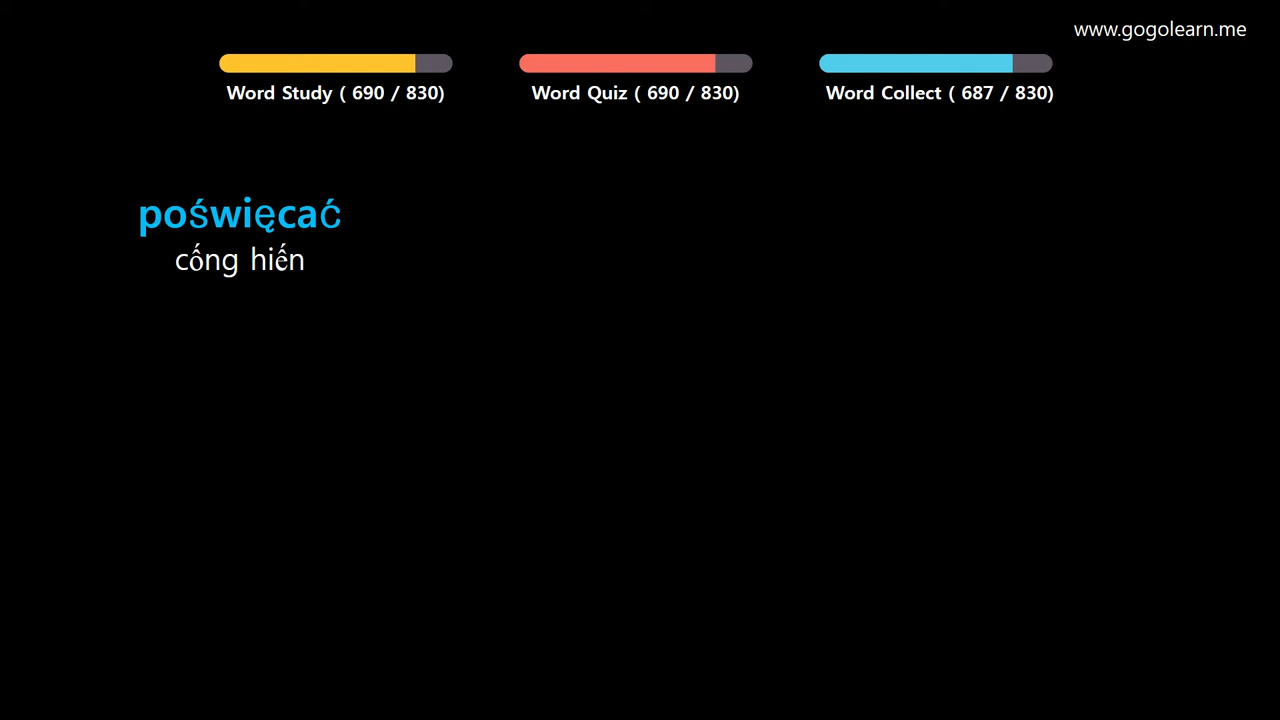 www.gogolearn.me
Word Study ( 690 / 830)
Word Quiz ( 690 / 830)
Word Collect ( 687 / 830)
poświęcać
cống hiến